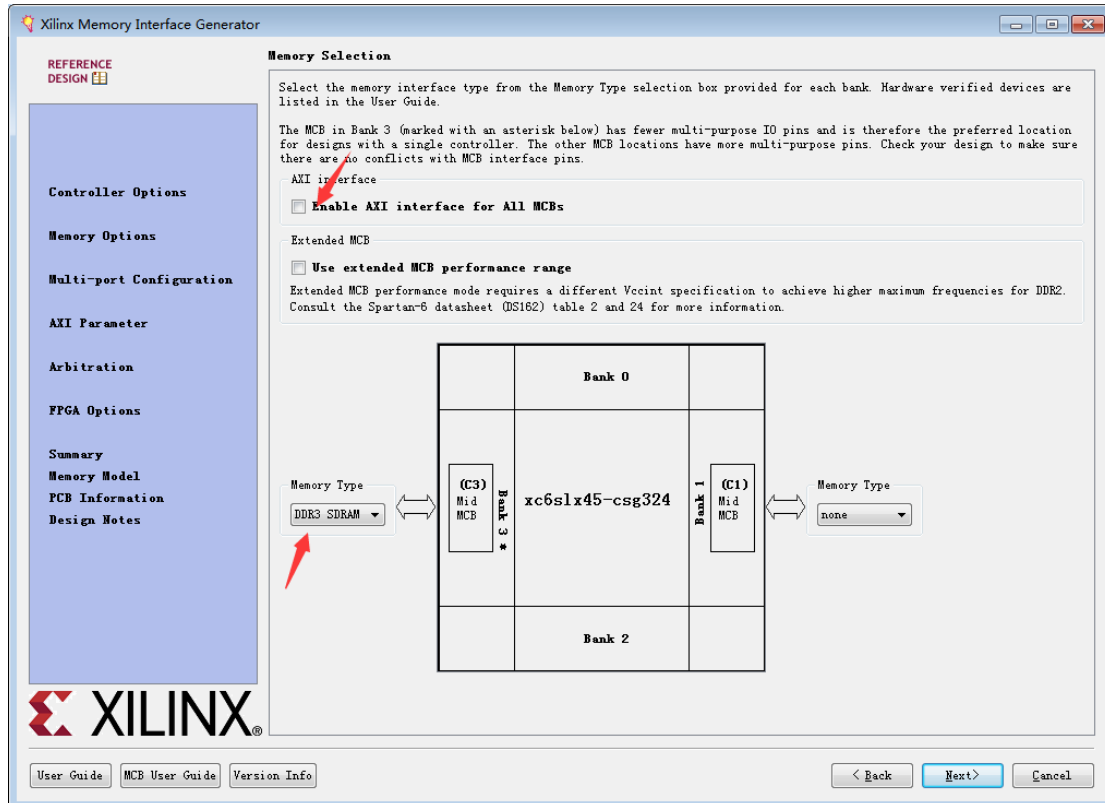 Xilinx Memory Interface Generator
REFERENCE
DESIGN
Controller Options
Memory Options
Multi-port Configuration
AXI Parameter
Arbitration
FPGA Options
Summary
Memory Model
PCB Information
Design Notes
XILINX®
Memory Selection
Select the memory interface type from the Memory Type selection box provided for each bank. Hardware verified devices are
listed in the User Guide.
The MCB in Bank 3 (marked with an asterisk below) has fewer multi-purpose IO pins and is therefore the preferred location
for designs with a single controller. The other MCB locations have more multi-purpose pins. Check your design to make sure
there are no conflicts with MCB interface pins.
AXI interface
Enable AXI interface for All MCBs
Extended MCB
Use extended MCB performance range
Extended MCB performance mode requires a different Vccint specification to achieve higher maximum frequencies for DDR2.
Consult the Spartan-6 datasheet (DS162) table 2 and 24 for more information.
Bank 0
Memory Type
DDR3 SDRAM
(C3)
Mid
MCB
Bank 3 *
xc6slx45-csg324
Bank 1
(C1)
Mid
MCB
Memory Type
none
Bank 2
User Guide
MCB User Guide
Version Info
< Back
Next>
Cancel